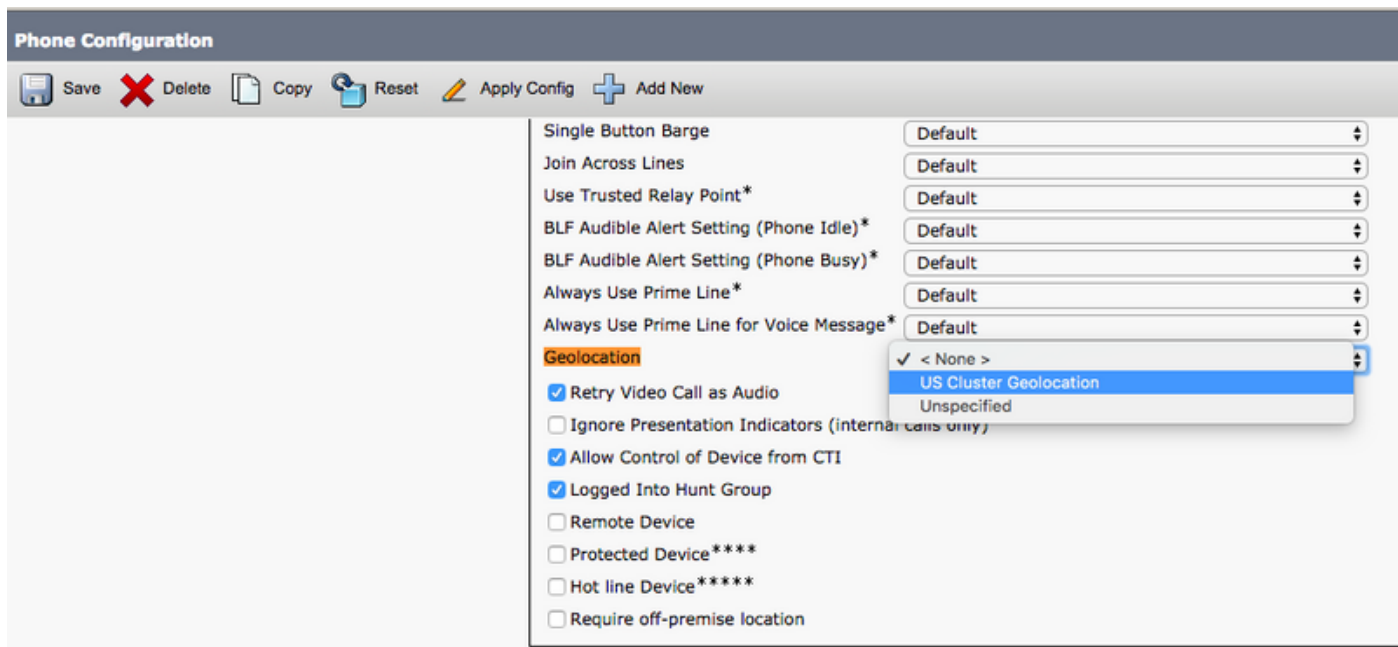 Phone Configuration
Save Delete Copy Reset Apply Config Add New
Single Button Barge Default
Join Across Lines Default
Use Trusted Relay Point* Default
BLF Audible Alert Setting (Phone Idle)* Default
BLF Audible Alert Setting (Phone Busy)* Default
Always Use Prime Line* Default
Always Use Prime Line for Voice Message* Default
Geolocation ✓ < None >
US Cluster Geolocation
Retry Video Call as Audio Unspecified
Ignore Presentation Indicators (internal calls only)
Allow Control of Device from CTI
Logged Into Hunt Group
Remote Device
Protected Device****
Hot line Device*****
Require off-premise location